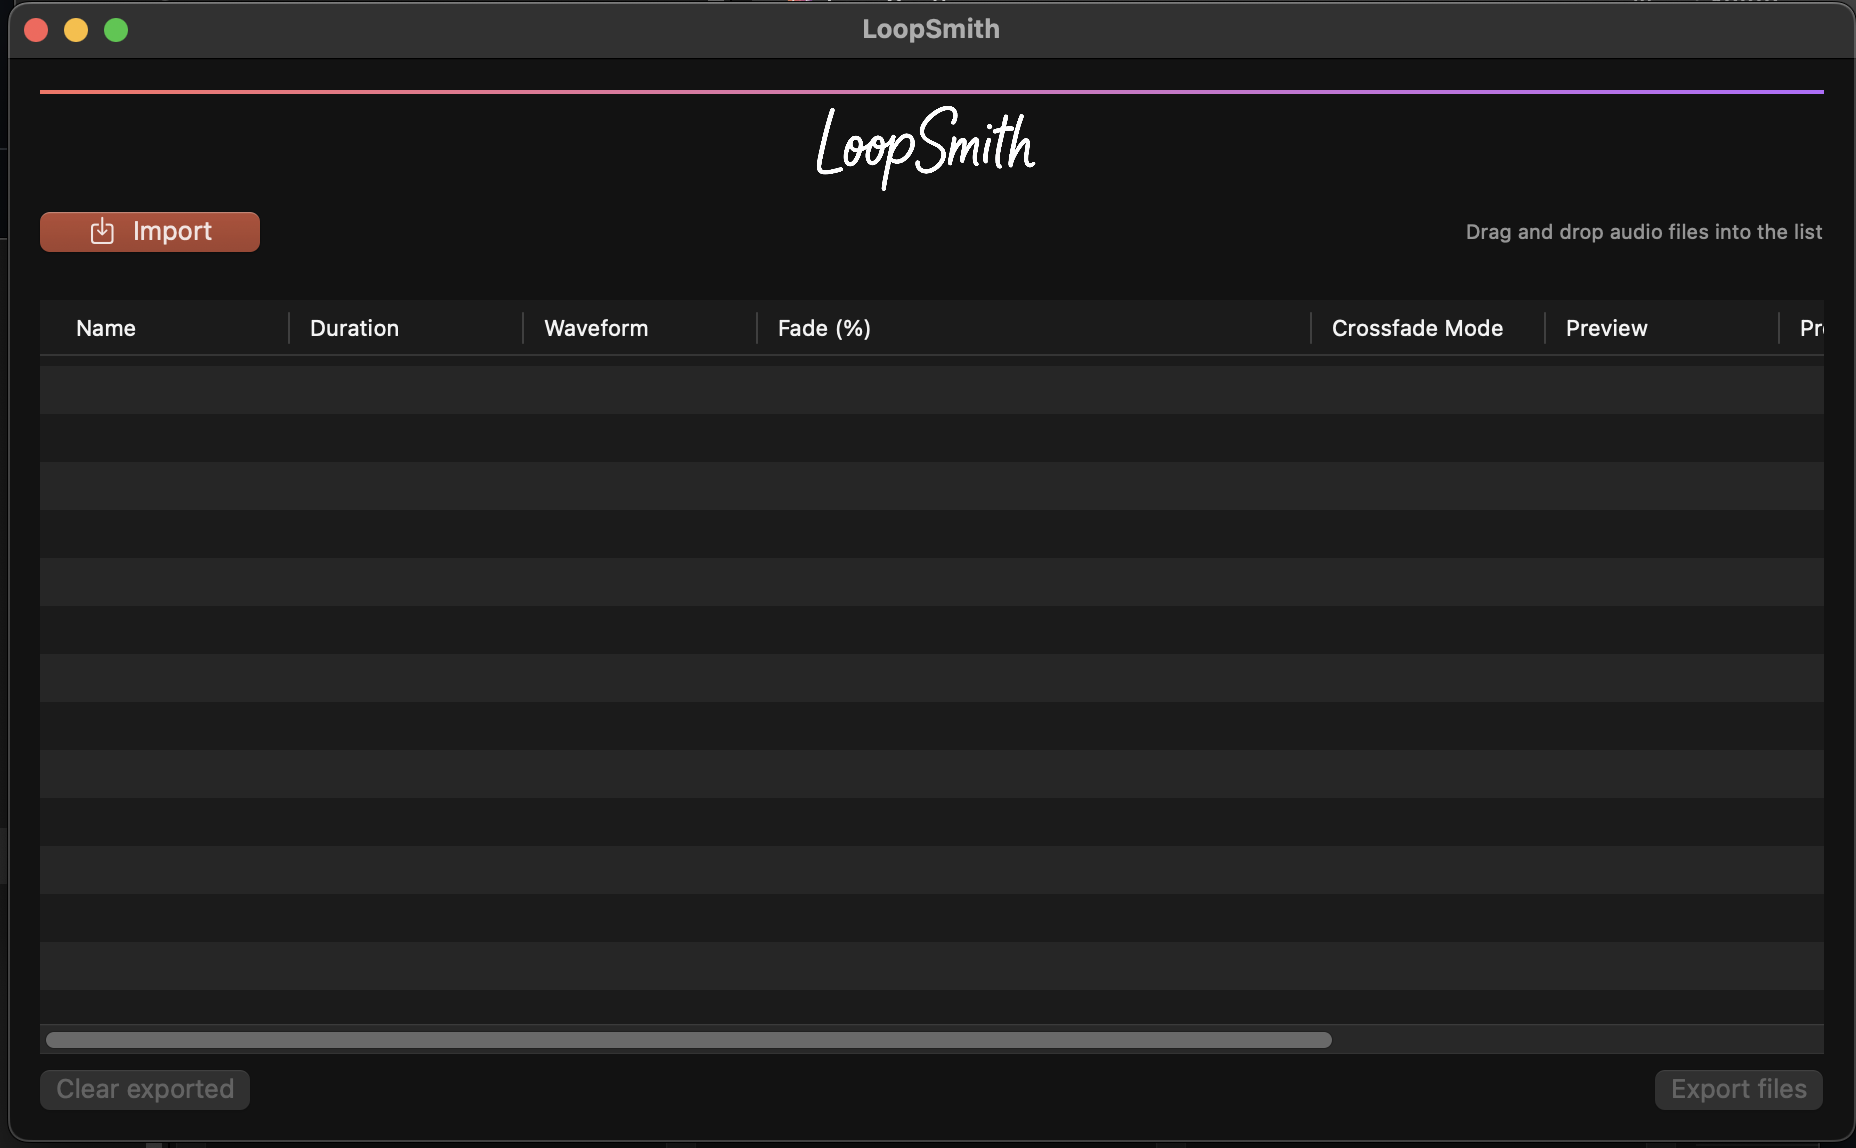 LoopSmith
LoopSmith
Import
Drag and drop audio files into the list
Name Duration Waveform Fade (%) Crossfade Mode Preview Pr
Clear exported Export files